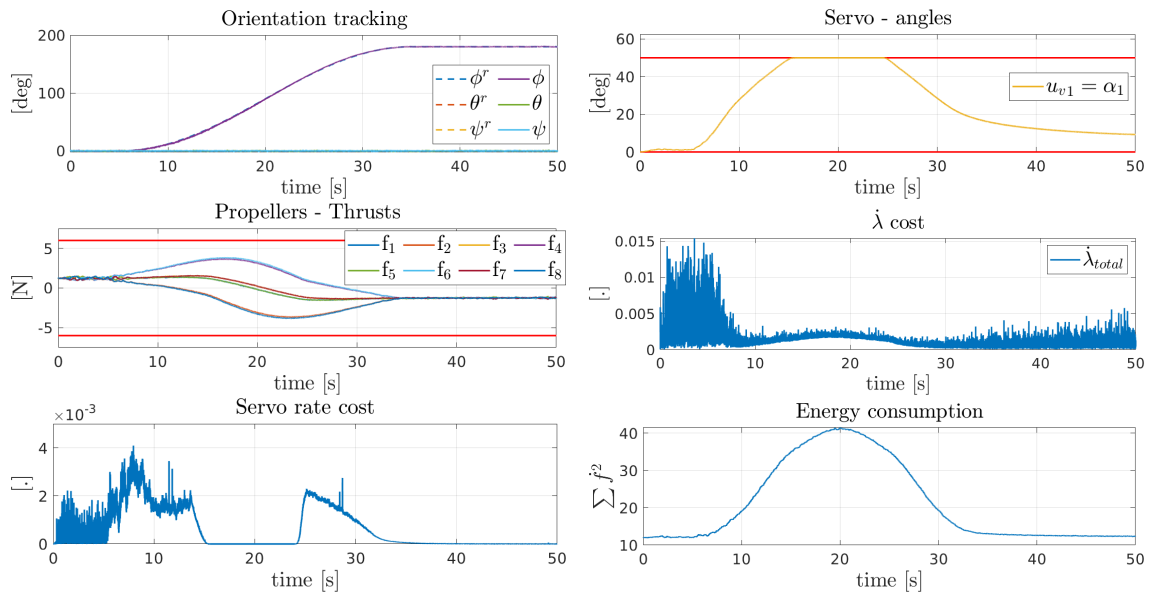 Orientation tracking
200
100
0
[deg]
ϕ^r ϕ
θ^r θ
ψ^r ψ
0 10 20 30 40 50
time [s]
Servo - angles
60
40
20
0
[deg]
u_{v1} = α_1
0 10 20 30 40 50
time [s]
Propellers - Thrusts
5
0
-5
[N]
f_1 f_2 f_3 f_4
f_5 f_6 f_7 f_8
0 10 20 30 40 50
time [s]
λ̇ cost
0.015
0.01
0.005
0
[.]
λ̇_{total}
0 10 20 30 40 50
time [s]
Servo rate cost
×10^{-3}
4
2
0
[.]
0 10 20 30 40 50
time [s]
Energy consumption
40
30
20
10
∑ ḟ^2
0 10 20 30 40 50
time [s]